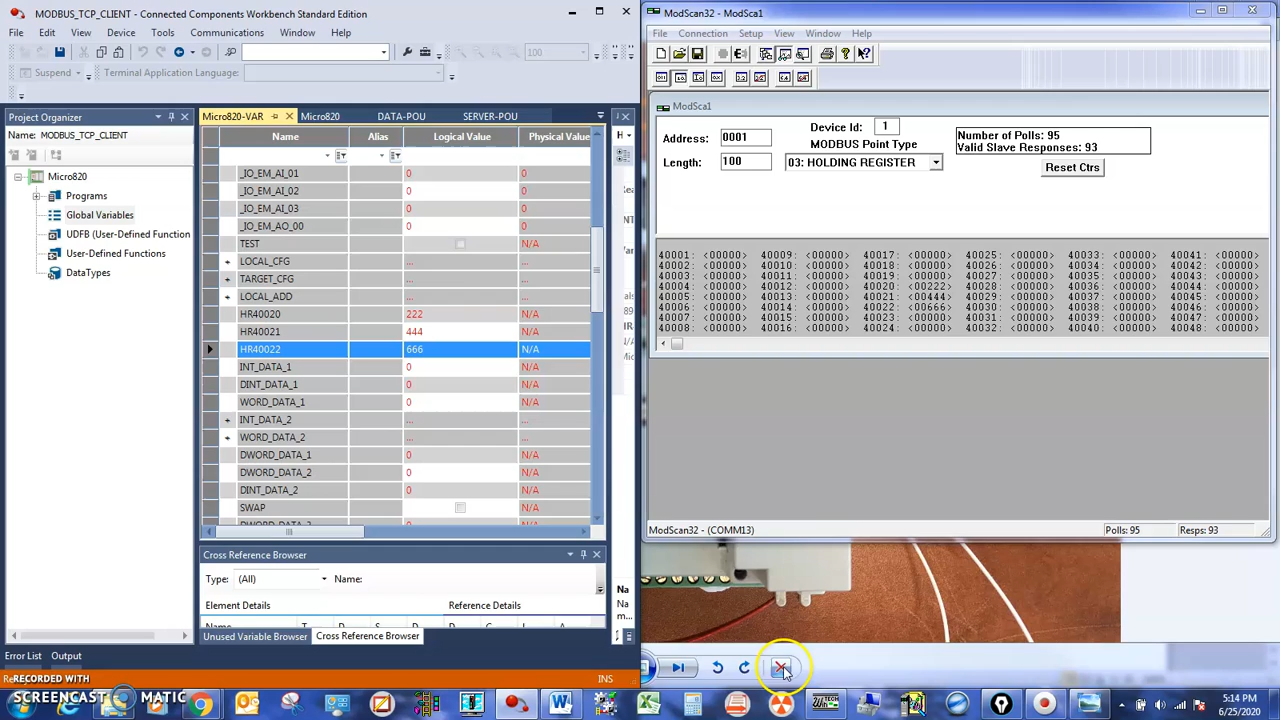 MODBUS_TCP_CLIENT - Connected Components Workbench Standard Edition
File Edit View Device Tools Communications Window Help
100
Suspend Terminal Application Language:
Project Organizer
Name: MODBUS_TCP_CLIENT
Micro820
Programs
Global Variables
UDFB (User-Defined Function
User-Defined Functions
DataTypes
Micro820-VAR Micro820 DATA-POU SERVER-POU
Name Alias Logical Value Physical Value
_IO_EM_AI_01 0 0
_IO_EM_AI_02 0 0
_IO_EM_AI_03 0 0
_IO_EM_AO_00 0 0
TEST N/A
LOCAL_CFG ... ...
TARGET_CFG ... ...
LOCAL_ADD ... ...
HR40020 222 N/A
HR40021 444 N/A
HR40022 666 N/A
INT_DATA_1 0 N/A
DINT_DATA_1 0 N/A
WORD_DATA_1 0 N/A
INT_DATA_2 ... ...
WORD_DATA_2 ... ...
DWORD_DATA_1 0 N/A
DWORD_DATA_2 0 N/A
DINT_DATA_2 0 N/A
SWAP N/A
Cross Reference Browser
Type: (All) Name:
Element Details Reference Details
Unused Variable Browser Cross Reference Browser
Error List Output
INS
RECORDED WITH
SCREENCAST MATIC
ModScan32 - ModSca1
File Connection Setup Display View Window Help
ModSca1
Address: 0001
Length: 100
Device Id: 1
MODBUS Point Type
03: HOLDING REGISTER
Number of Polls: 95
Valid Slave Responses: 93
Reset Ctrs
40001: <00000> 40009: <00000> 40017: <00000> 40025: <00000> 40033: <00000> 40041: <00000>
40002: <00000> 40010: <00000> 40018: <00000> 40026: <00000> 40034: <00000> 40042: <00000>
40003: <00000> 40011: <00000> 40019: <00000> 40027: <00000> 40035: <00000> 40043: <00000>
40004: <00000> 40012: <00000> 40020: <00222> 40028: <00000> 40036: <00000> 40044: <00000>
40005: <00000> 40013: <00000> 40021: <00444> 40029: <00000> 40037: <00000> 40045: <00000>
40006: <00000> 40014: <00000> 40022: <00666> 40030: <00000> 40038: <00000> 40046: <00000>
40007: <00000> 40015: <00000> 40023: <00000> 40031: <00000> 40039: <00000> 40047: <00000>
40008: <00000> 40016: <00000> 40024: <00000> 40032: <00000> 40040: <00000> 40048: <00000>
ModScan32 - (COMM13) Polls: 95 Resps: 93
5:14 PM
6/25/2020